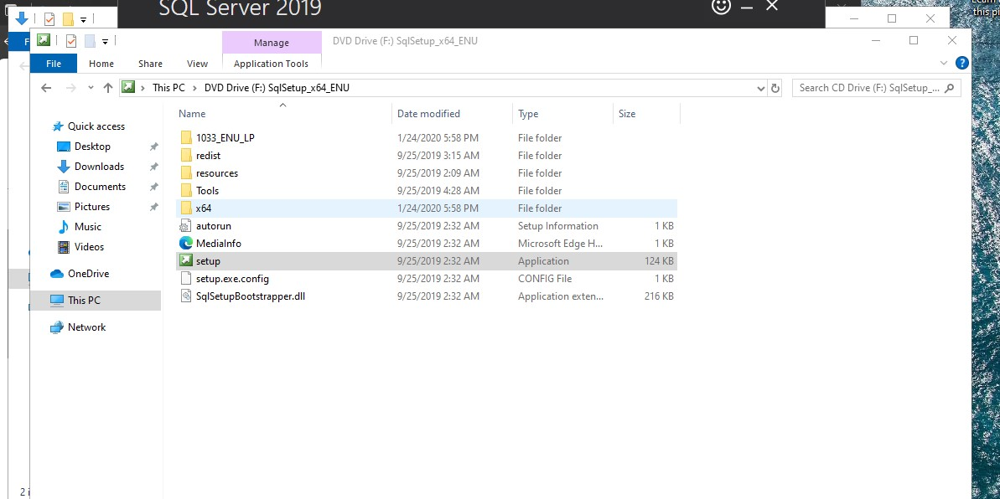 SQL Server 2019
this pi
F
Manage
DVD Drive (F:) SqlSetup_x64_ENU
File
Home
Share
View
Application Tools
This PC > DVD Drive (F:) SqlSetup_x64_ENU
Search CD Drive (F:) SqlSetup_...
Name
Date modified
Type
Size
Quick access
Desktop
Downloads
Documents
Pictures
Music
Videos
OneDrive
This PC
Network
1033_ENU_LP 1/24/2020 5:58 PM File folder
redist 9/25/2019 3:15 AM File folder
resources 9/25/2019 2:09 AM File folder
Tools 9/25/2019 4:28 AM File folder
x64 1/24/2020 5:58 PM File folder
autorun 9/25/2019 2:32 AM Setup Information 1 KB
MediaInfo 9/25/2019 2:32 AM Microsoft Edge H... 1 KB
setup 9/25/2019 2:32 AM Application 124 KB
setup.exe.config 9/25/2019 2:32 AM CONFIG File 1 KB
SqlSetupBootstrapper.dll 9/25/2019 2:32 AM Application exten... 216 KB
2 i